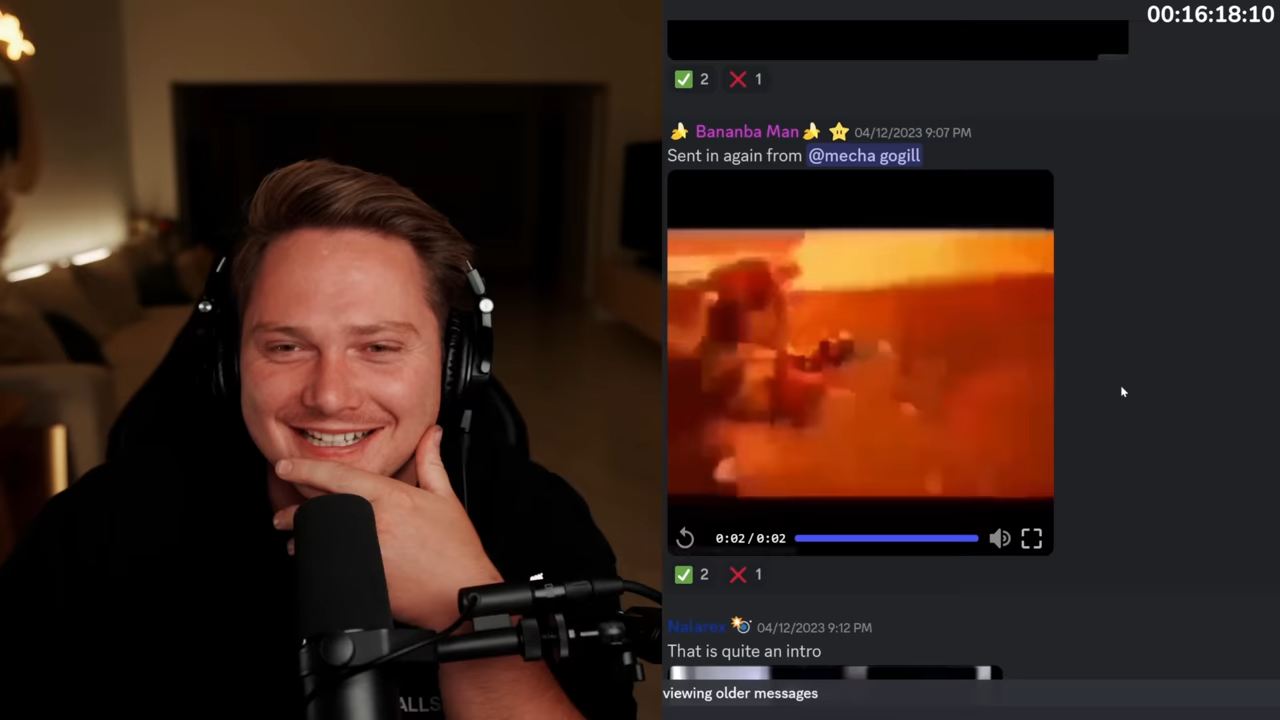 00:16:18:10
2 1
Bananba Man 04/12/2023 9:07 PM
Sent in again from @mecha gogill
0:02/0:02
2 1
Nalarex 04/12/2023 9:12 PM
That is quite an intro
viewing older messages
ALLS